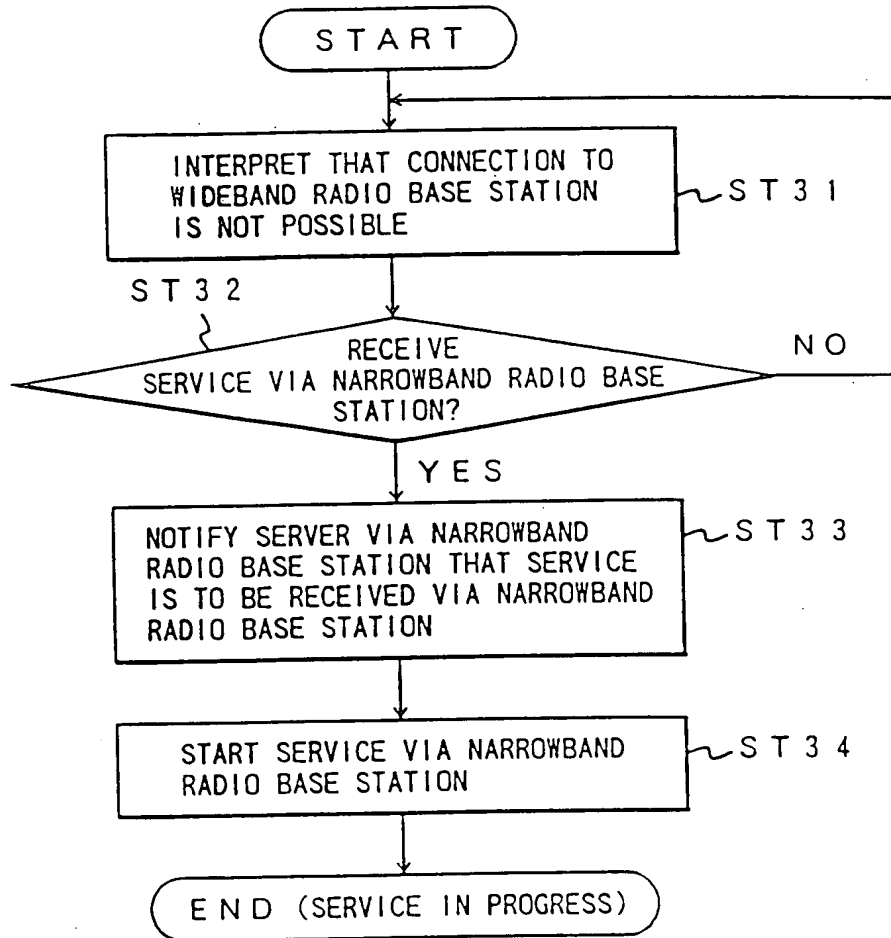 START
INTERPRET THAT CONNECTION TO
WIDEBAND RADIO BASE STATION
IS NOT POSSIBLE
ST31
ST32
RECEIVE
SERVICE VIA NARROWBAND RADIO BASE
STATION?
NO
YES
NOTIFY SERVER VIA NARROWBAND
RADIO BASE STATION THAT SERVICE
IS TO BE RECEIVED VIA NARROWBAND
RADIO BASE STATION
ST33
START SERVICE VIA NARROWBAND
RADIO BASE STATION
ST34
END (SERVICE IN PROGRESS)